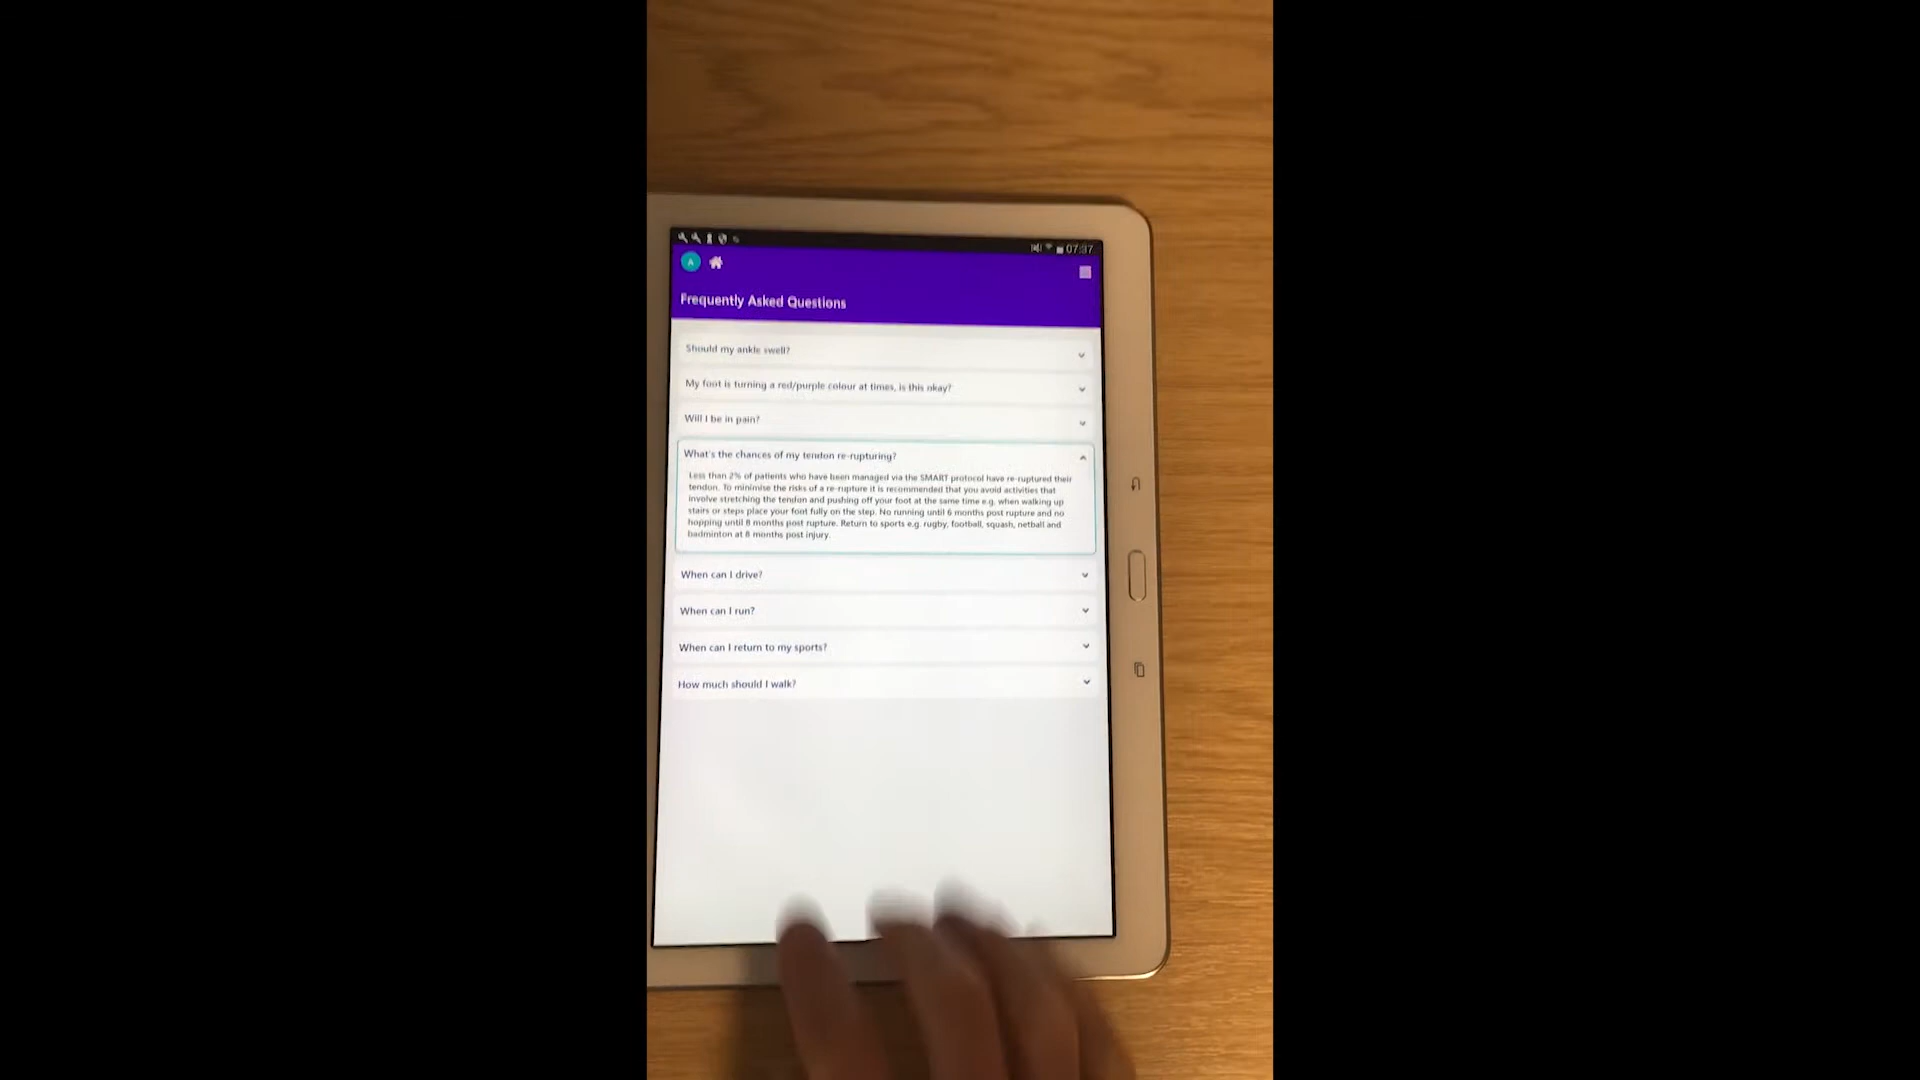 07:37
A
Frequently Asked Questions
Should my ankle swell?
My foot is turning a red/purple colour at times, is this okay?
Will I be in pain?
What's the chances of my tendon re-rupturing?
Less than 2% of patients who have been managed via the SMART protocol have re-ruptured their
tendon. To minimise the risks of a re-rupture it is recommended that you avoid activities that
involve stretching the tendon and pushing off your foot at the same time e.g. when walking up
stairs or steps place your foot fully on the step. No running until 6 months post rupture and no
hopping until 8 months post rupture. Return to sports e.g. rugby, football, squash, netball and
badminton at 8 months post injury.
When can I drive?
When can I run?
When can I return to my sports?
How much should I walk?